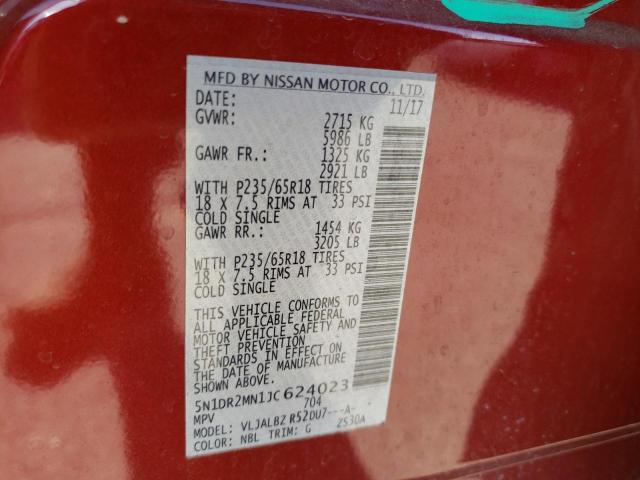 MFD BY NISSAN MOTOR CO., LTD.
DATE: 11/17
GVWR: 2715 KG
5986 LB
GAWR FR.: 1325 KG
2921 LB
WITH P235/65R18 TIRES
18 X 7.5 RIMS AT 33 PSI
COLD SINGLE
GAWR RR.: 1454 KG
3205 LB
WITH P235/65R18 TIRES
18 X 7.5 RIMS AT 33 PSI
COLD SINGLE
THIS VEHICLE CONFORMS TO
ALL APPLICABLE FEDERAL
MOTOR VEHICLE SAFETY AND
THEFT PREVENTION
STANDARDS IN EFFECT ON
THE DATE OF MANUFACTURE
SHOWN ABOVE.
5N1DR2MN1JC624023
MPV 704
MODEL: VLJALBZ R52DU7---A-
COLOR: NBL TRIM: G 2530A